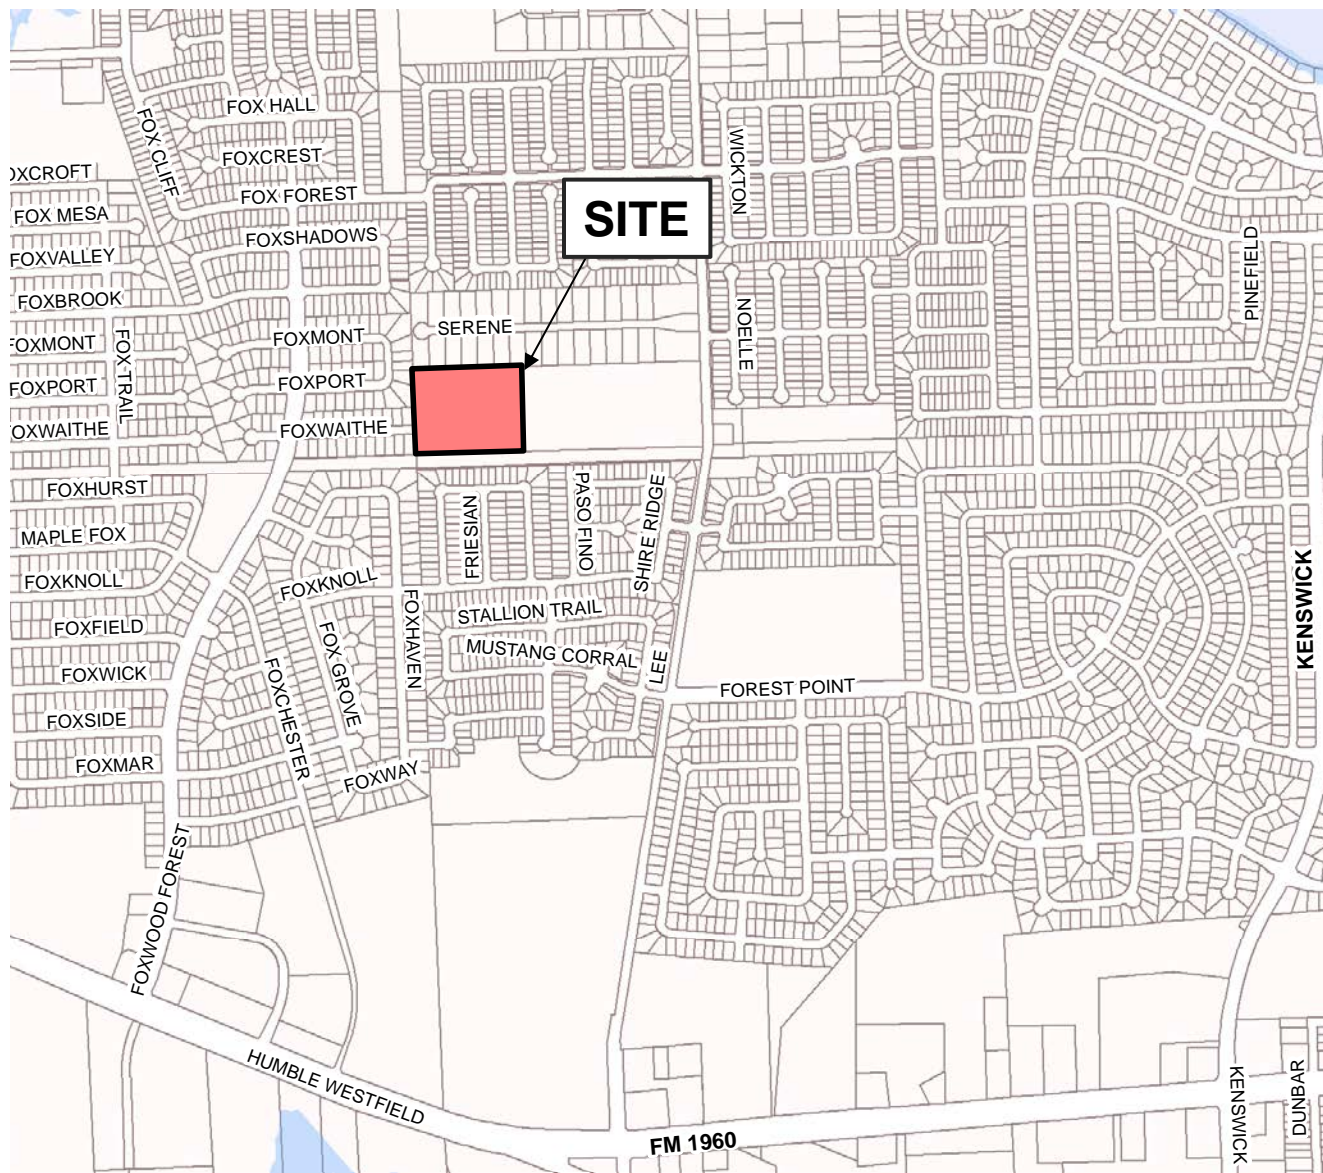 FOX HALL
FOX CLIFF
FOXCREST
WICKTON
OXCROFT
FOX FOREST
FOX MESA
SITE
FOXSHADOWS
FOXVALLEY
PINEFIELD
FOXBROOK
NOELLE
SERENE
FOXMONT
FOXMONT
FOX TRAIL
FOXPORT
FOXPORT
FOXWAITHE
FOXWAITHE
FOXHURST
PASO FINO
SHIRE RIDGE
FRIESIAN
MAPLE FOX
FOXKNOLL
FOXKNOLL
KENSWICK
STALLION TRAIL
FOXHAVEN
FOXFIELD
FOX GROVE
MUSTANG CORRAL
LEE
FOXWICK
FOREST POINT
FOXCHESTER
FOXSIDE
FOXMAR
FOXWAY
FOXWOOD FOREST
HUMBLE WESTFIELD
KENSWICK
DUNBAR
FM 1960